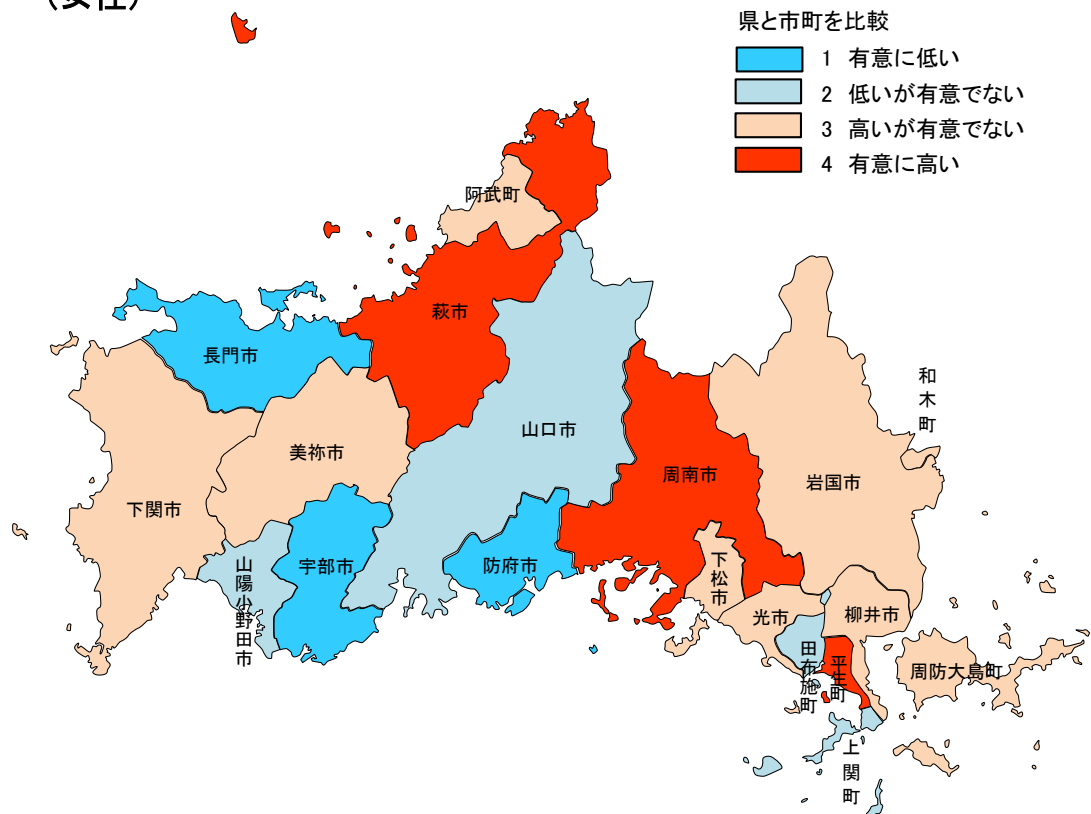 （女性）
県と市町を比較
1 有意に低い
2 低いが有意でない
3 高いが有意でない
4 有意に高い
阿武町
萩市
長門市
和木町
山口市
美祢市
周南市
岩国市
下関市
山陽小野田市
宇部市
防府市
下松市
光市
柳井市
田布施町
平生町
周防大島町
上関町